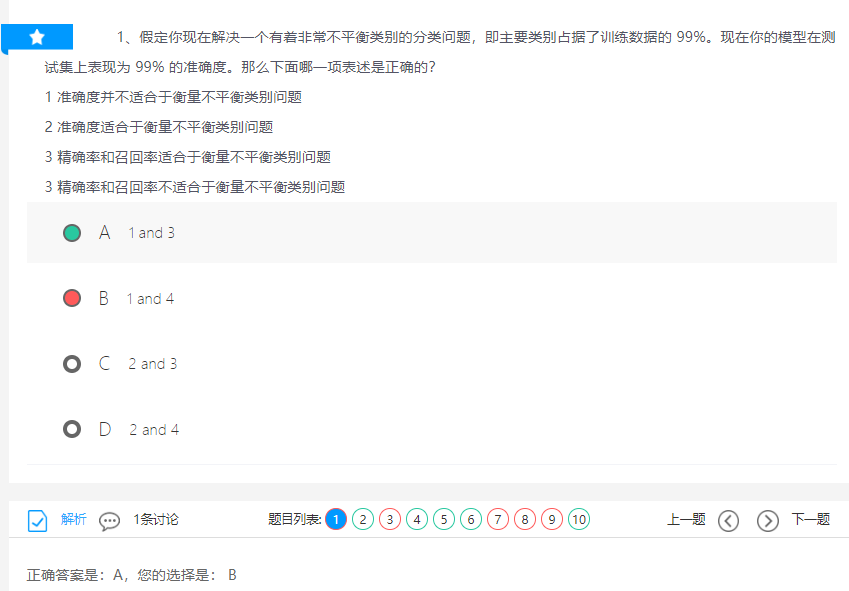 1、假定你现在解决一个有着非常不平衡类别的分类问题，即主要类别占据了训练数据的 99%。现在你的模型在测
试集上表现为 99% 的准确度。那么下面哪一项表述是正确的?
1 准确度并不适合于衡量不平衡类别问题
2 准确度适合于衡量不平衡类别问题
3 精确率和召回率适合于衡量不平衡类别问题
3 精确率和召回率不适合于衡量不平衡类别问题
A 1 and 3
B 1 and 4
C 2 and 3
D 2 and 4
解析 1条讨论 题目列表: 1 2 3 4 5 6 7 8 9 10 上一题 下一题
正确答案是：A，您的选择是： B